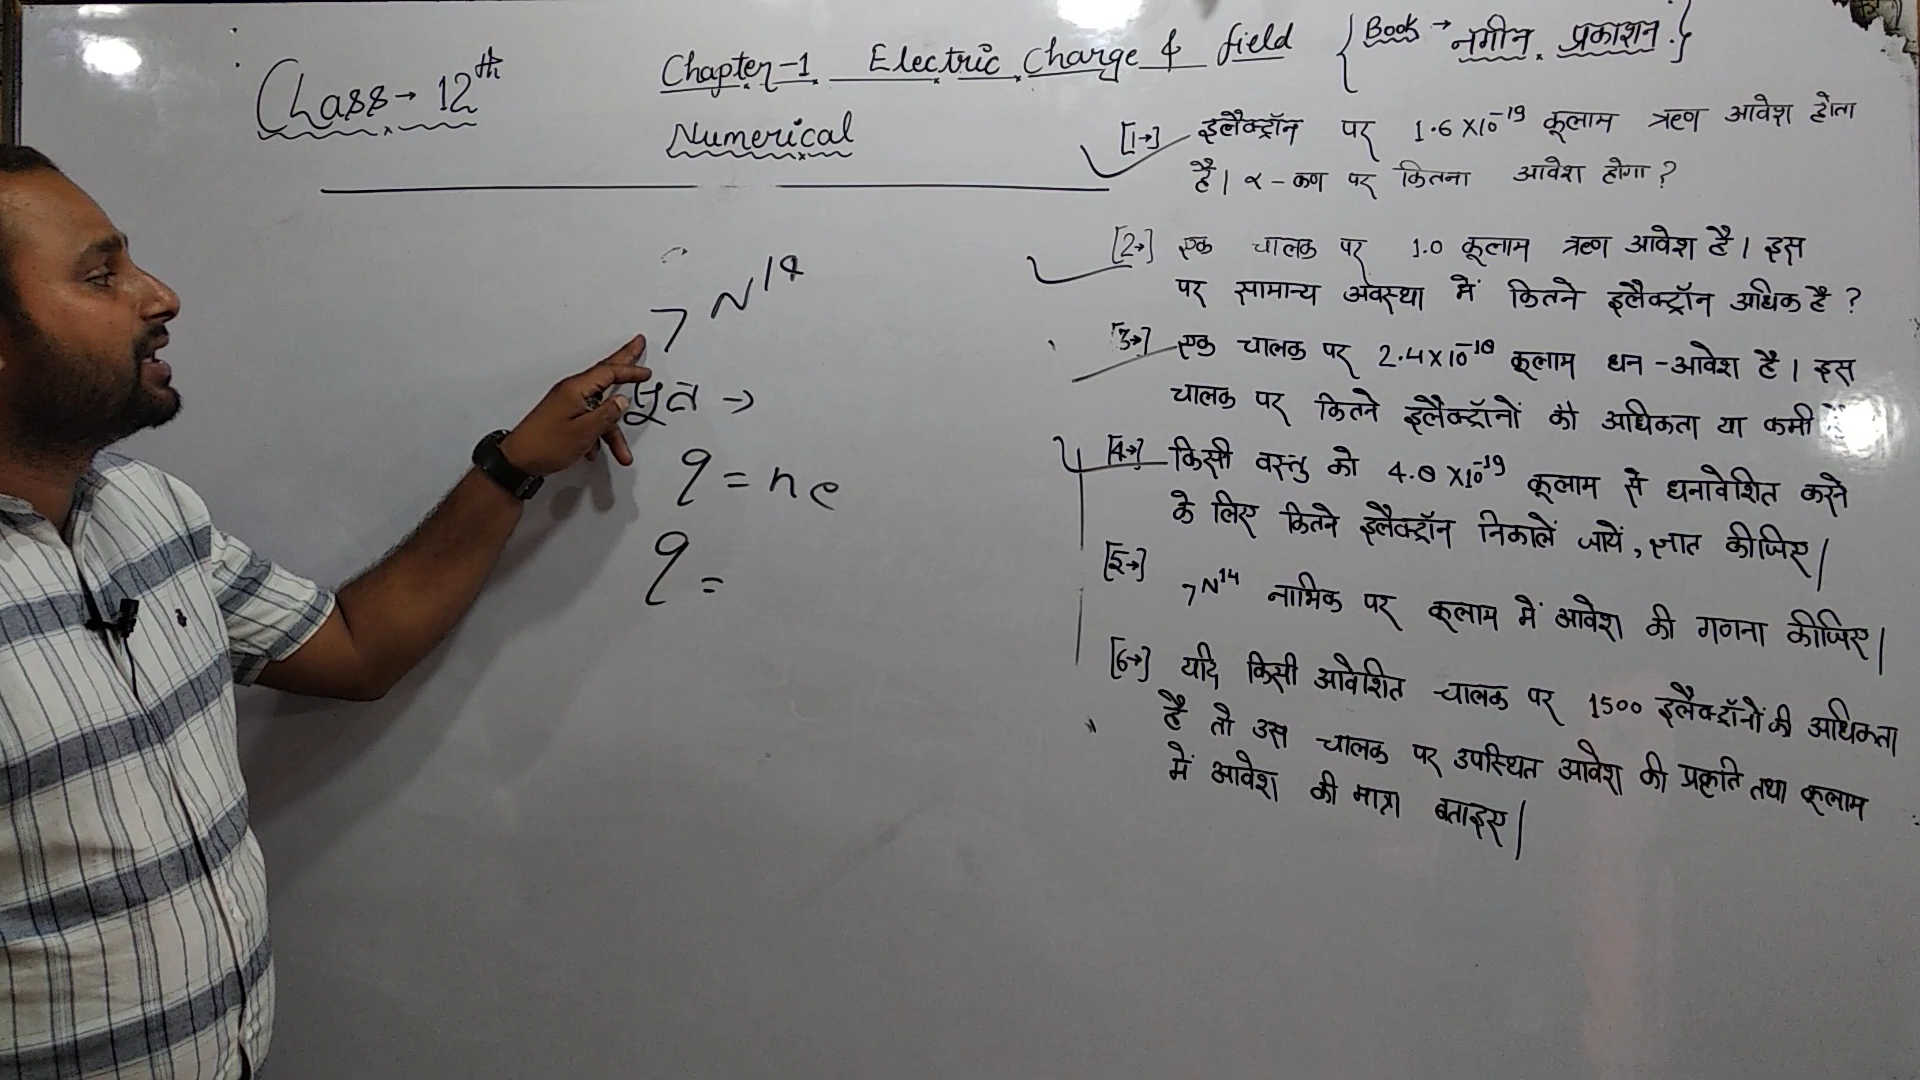 Class→ 12th
Chapter-1 Electric Charge & field
Numerical
{Book → नगीन प्रकाशन.}
[1→] इलैक्ट्रॉन पर 1.6×10⁻¹⁹ कूलाम ऋण आवेश होता
है। α-कण पर कितना आवेश होगा?
[2→] एक चालक पर 1.0 कूलाम ऋण आवेश है। इस
पर सामान्य अवस्था में कितने इलैक्ट्रॉन अधिक है?
[3→] एक चालक पर 2.4×10⁻¹⁸ कूलाम धन-आवेश है। इस
चालक पर कितने इलैक्ट्रॉनों की अधिकता या कमी
[4→] किसी वस्तु को 4.8×10⁻¹⁹ कूलाम से धनावेशित करने
के लिए कितने इलैक्ट्रॉन निकालें जायें, ज्ञात कीजिए।
[5→] ₇N¹⁴ नाभिक पर कूलाम में आवेश की गणना कीजिए।
[6→] यदि किसी आवेशित चालक पर 1500 इलैक्ट्रॉनों की अधिकता
है तो उस चालक पर उपस्थित आवेश की प्रकृति तथा कूलाम
में आवेश की मात्रा बताइए।
₇N¹⁴
सूत्र →
q = ne
q =